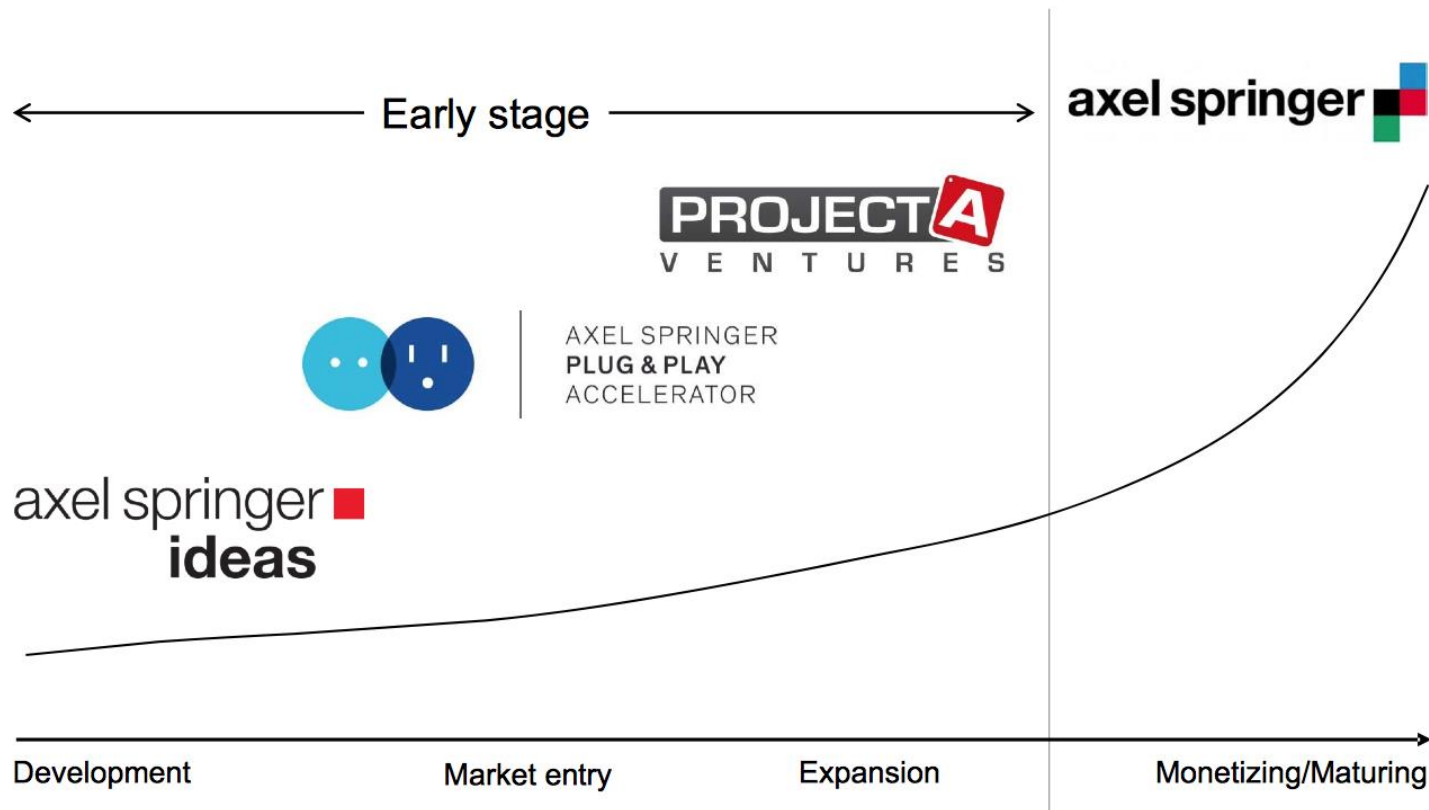 Early stage
axel springer
PROJECT A
VENTURES
AXEL SPRINGER
PLUG & PLAY
ACCELERATOR
axel springer
ideas
Development
Market entry
Expansion
Monetizing/Maturing